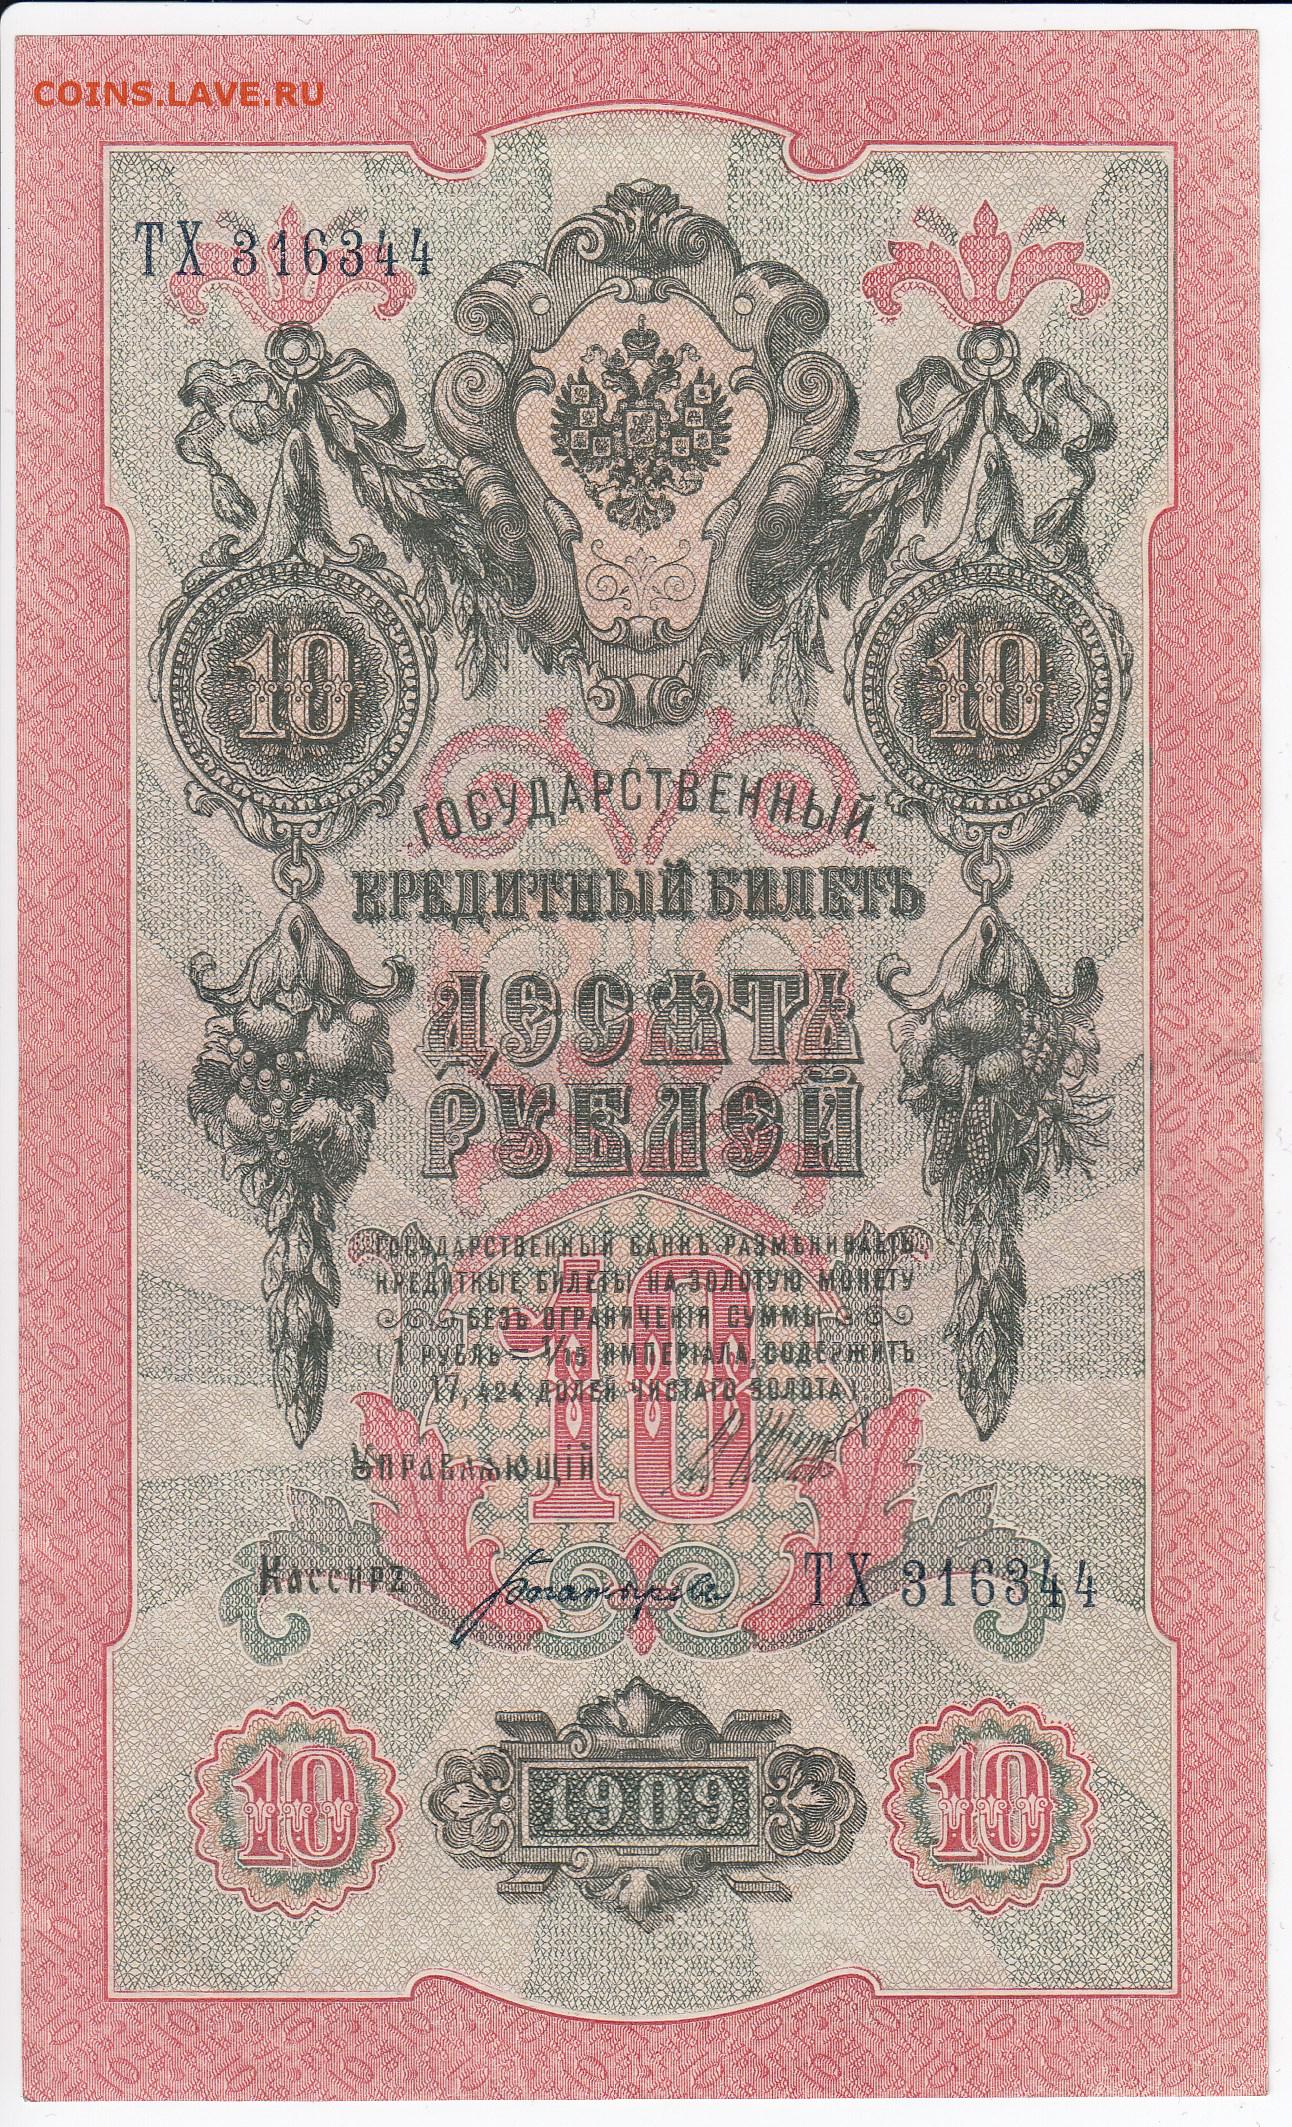 COINS.LAVE.RU
ТХ 316344
10 10
ГОСУДАРСТВЕННЫЙ
КРЕДИТНЫЙ БИЛЕТЪ
ДЕСЯТЬ
РУБЛЕЙ
ГОСУДАРСТВЕННЫЙ БАНКЪ РАЗМѢНИВАЕТЪ
КРЕДИТНЫЕ БИЛЕТЫ НА ЗОЛОТУЮ МОНЕТУ
БЕЗЪ ОГРАНИЧЕНІЯ СУММЫ
(1 РУБЛЬ = 1/15 ИМПЕРІАЛА, СОДЕРЖИТЪ
17,424 ДОЛЕЙ ЧИСТАГО ЗОЛОТА)
10
Управляющій
Кассиръ
ТХ 316344
10 1909 10